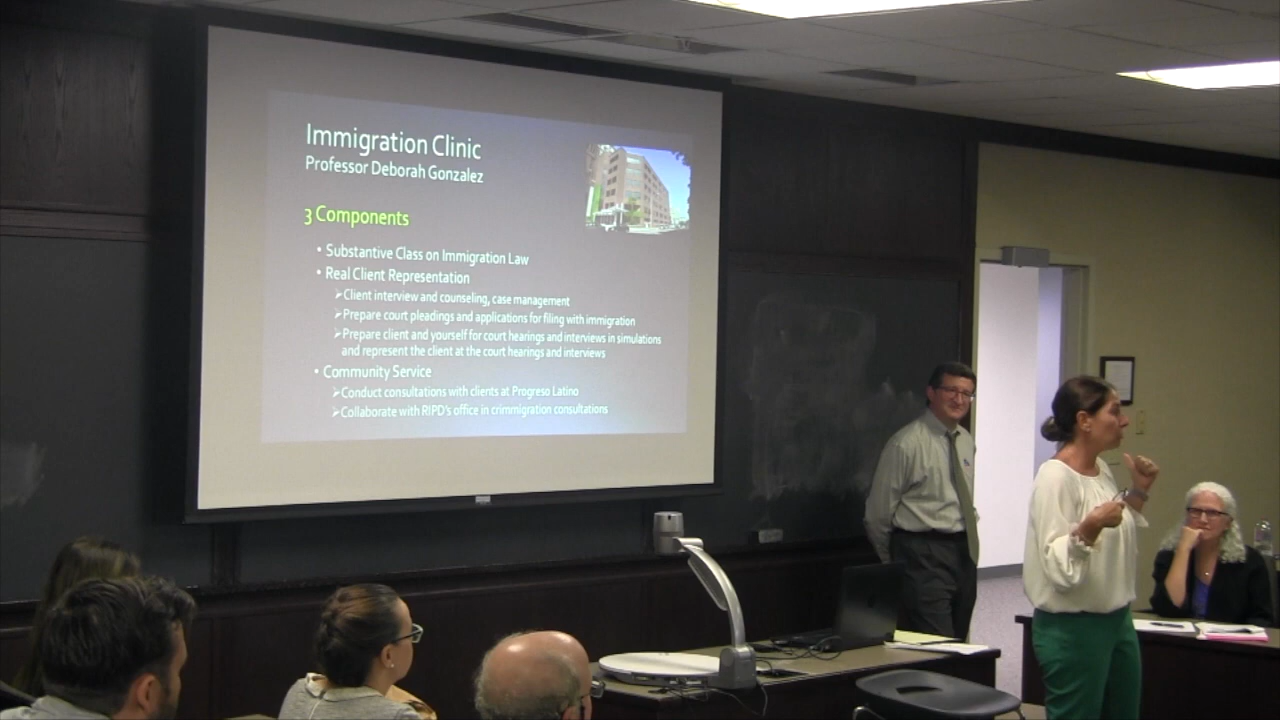 Immigration Clinic
Professor Deborah Gonzalez
3 Components
• Substantive Class on Immigration Law
• Real Client Representation
➢Client interview and counseling, case management
➢Prepare court pleadings and applications for filing with immigration
➢Prepare client and yourself for court hearings and interviews in simulations
and represent the client at the court hearings and interviews
• Community Service
➢Conduct consultations with clients at Progreso Latino
➢Collaborate with RIPD's office in crimmigration consultations